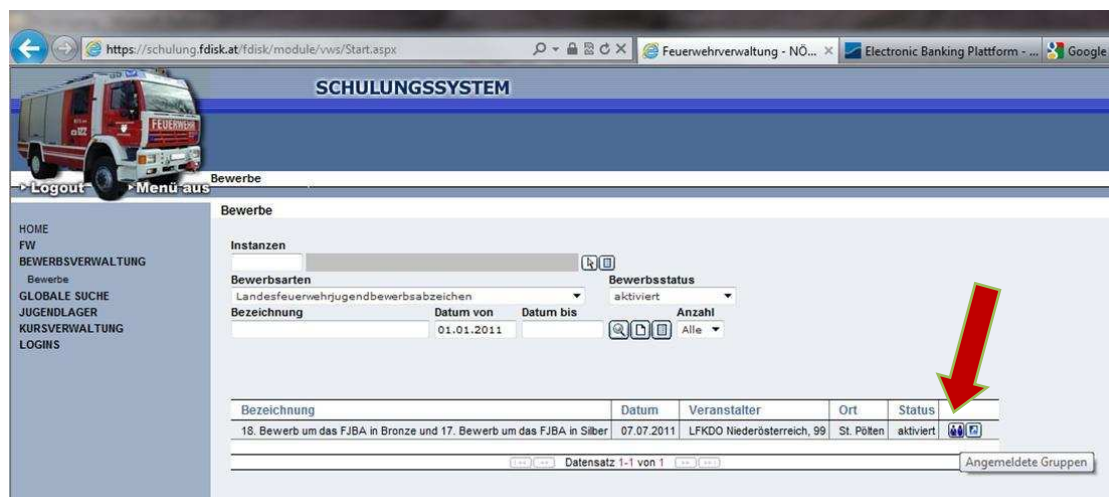 https://schulung.fdisk.at/fdisk/module/vws/Start.aspx
Feuerwehrverwaltung - NÖ...
Electronic Banking Plattform - ...
Google
SCHULUNGSSYSTEM
FEUERWEHR
Logout
Menü aus
Bewerbe
Bewerbe
HOME
FW
BEWERBSVERWALTUNG
Bewerbe
GLOBALE SUCHE
JUGENDLAGER
KURSVERWALTUNG
LOGINS
Instanzen
Bewerbsarten Bewerbsstatus
Landesfeuerwehrjugendbewerbsabzeichen aktiviert
Bezeichnung Datum von Datum bis Anzahl
01.01.2011 Alle
Bezeichnung Datum Veranstalter Ort Status
18. Bewerb um das FJBA in Bronze und 17. Bewerb um das FJBA in Silber 07.07.2011 LFKDO Niederösterreich, 99 St. Pölten aktiviert
Datensatz 1-1 von 1
Angemeldete Gruppen